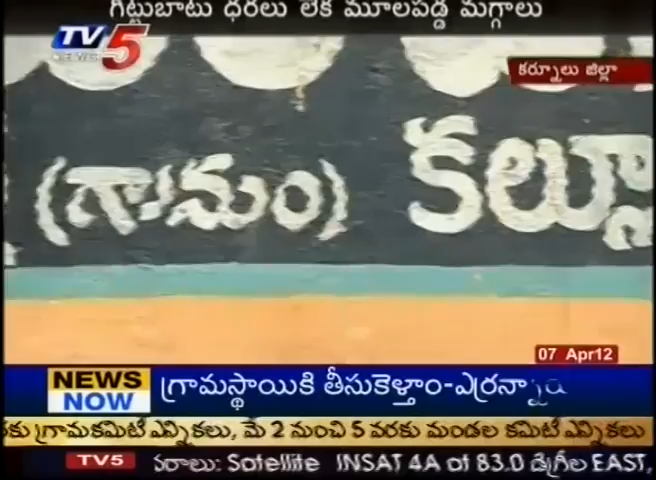 గిట్టుబాటు ధరలు లేక మూలపడ్డ మగ్గాలు
TV5
NEWS
కర్నూలు జిల్లా
(గ్రామం) కల్లూ
07 Apr12
NEWS NOW
గ్రామస్థాయికి తీసుకెళ్తాం-ఎర్రన్నా
రకు గ్రామకమిటీ ఎన్నికలు, మే 2 నుంచి 5 వరకు మండల కమిటీ ఎన్నికలు
TV5 వరాలు: Satellite INSAT 4A at 83.0 డిగ్రీల EAST,